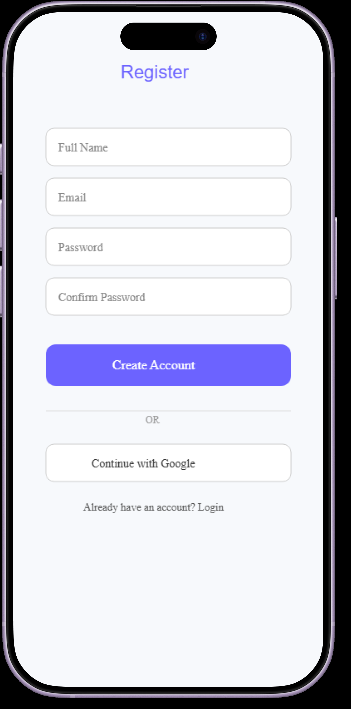 Register
Full Name
Email
Password
Confirm Password
Create Account
OR
Continue with Google
Already have an account? Login